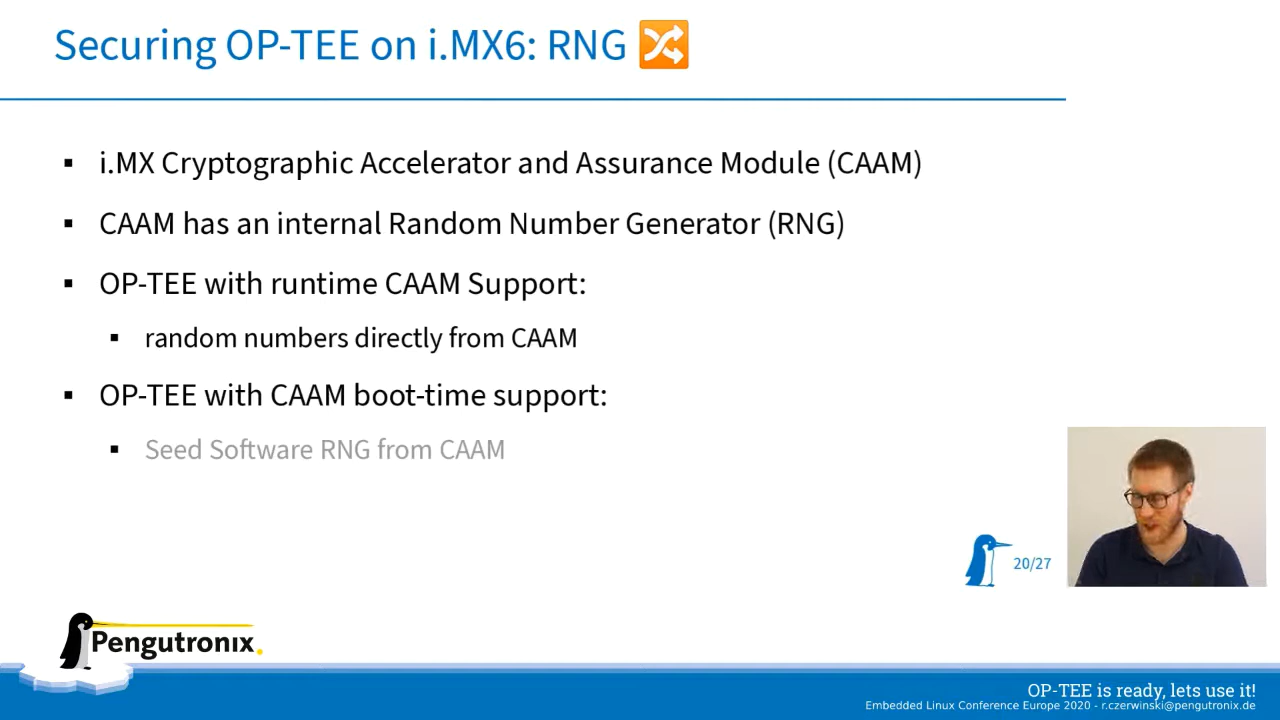 Securing OP-TEE on i.MX6: RNG 🔀
i.MX Cryptographic Accelerator and Assurance Module (CAAM)
CAAM has an internal Random Number Generator (RNG)
OP-TEE with runtime CAAM Support:
random numbers directly from CAAM
OP-TEE with CAAM boot-time support:
Seed Software RNG from CAAM
20/27
Pengutronix.
OP-TEE is ready, lets use it!
Embedded Linux Conference Europe 2020 - r.czerwinski@pengutronix.de